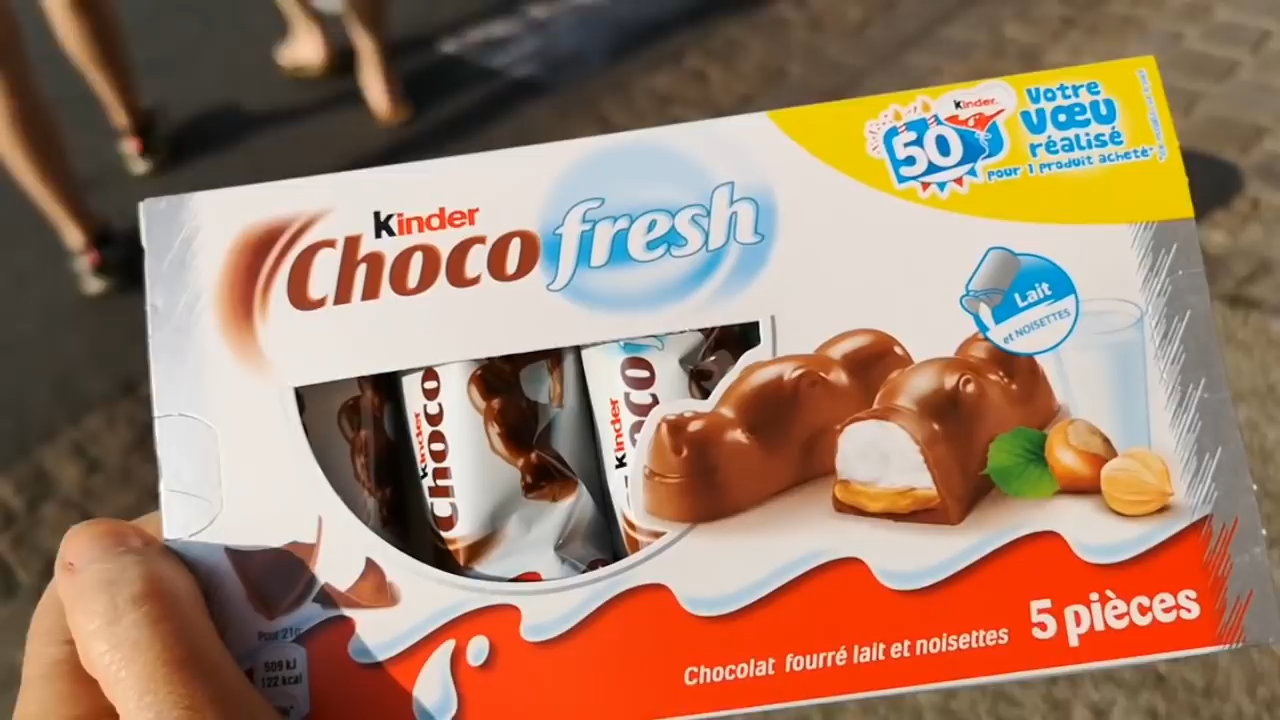 kinder
50
Votre
vœu
réalisé
pour 1 produit acheté*
Kinder
Choco fresh
Lait
et NOISETTES
Kinder
Choco
Kinder
oco
Pour 21g
509 kJ
122 kcal
5 pièces
Chocolat fourré lait et noisettes